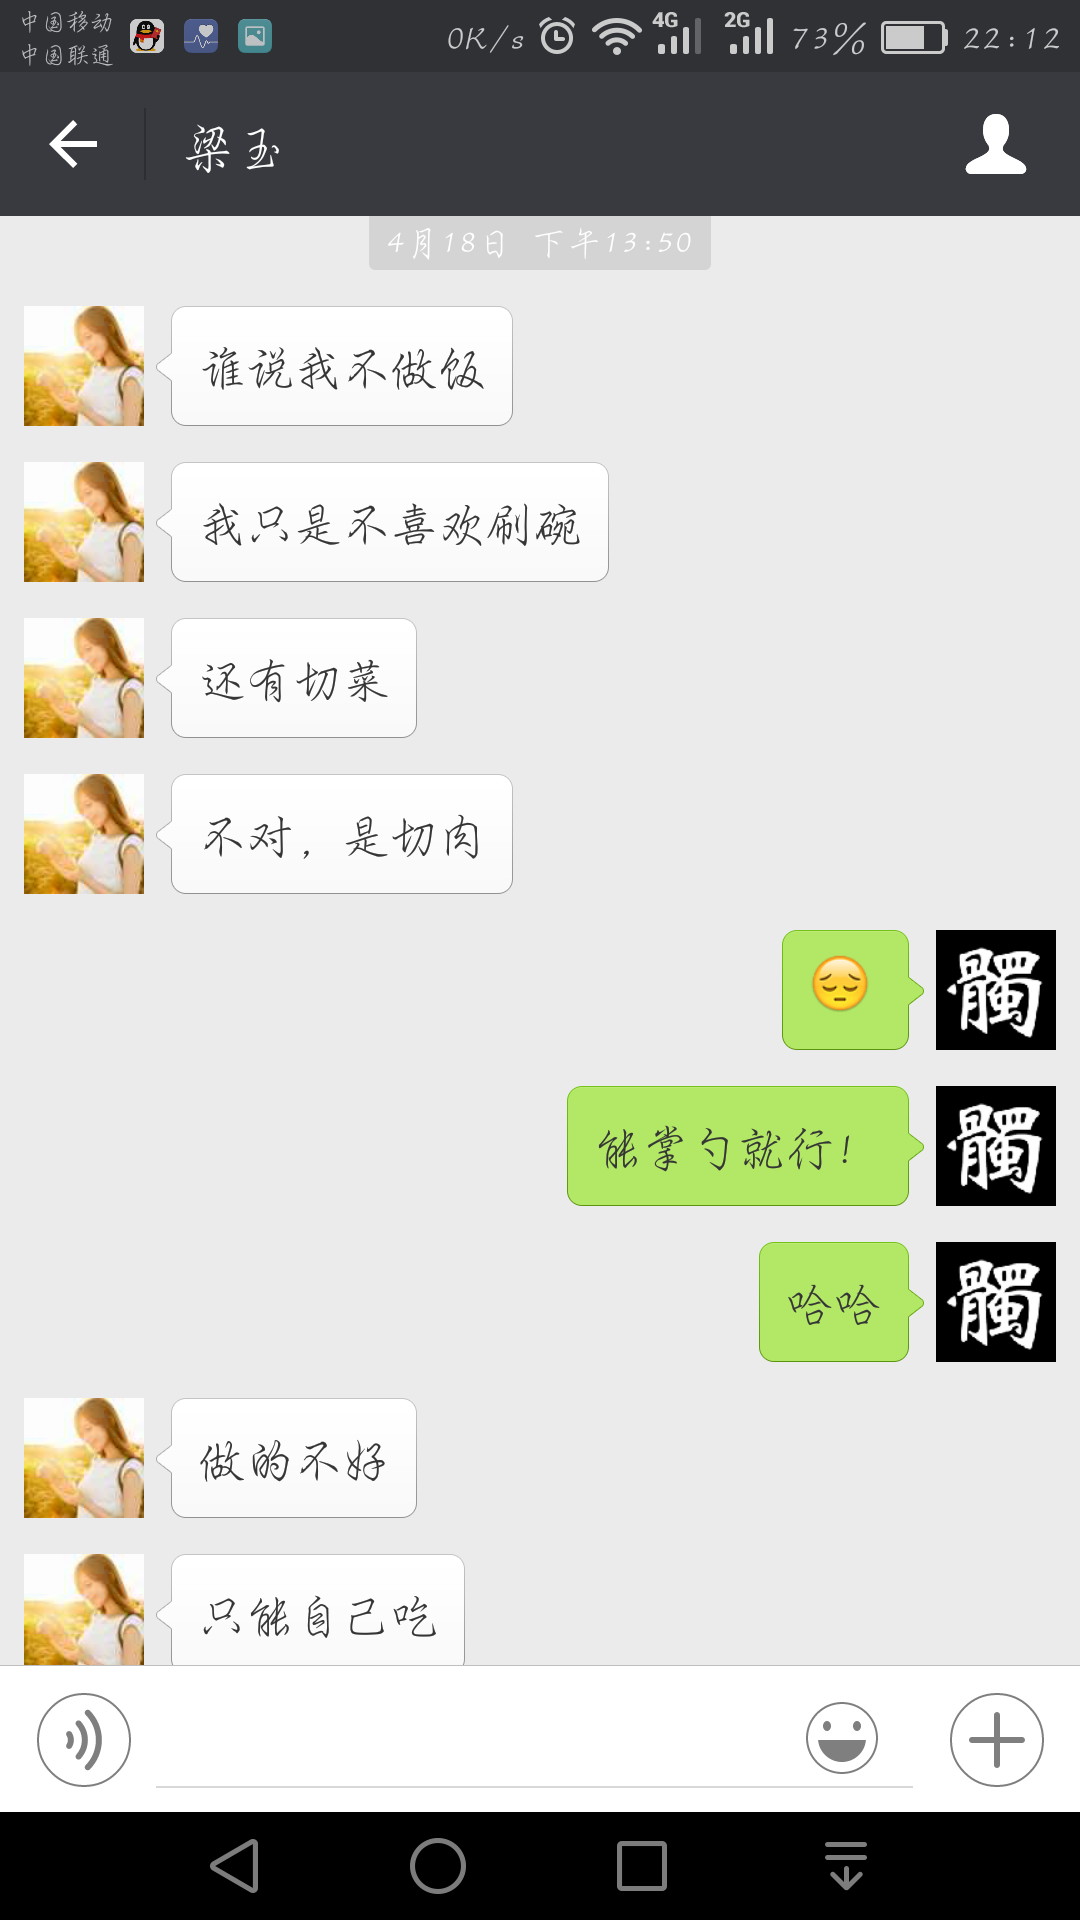 中国移动
中国联通
0K/s 4G 2G 73% 22:12
梁玉
4月18日 下午13:50
谁说我不做饭
我只是不喜欢刷碗
还有切菜
不对，是切肉
髑
能掌勺就行！
髑
哈哈
髑
做的不好
只能自己吃